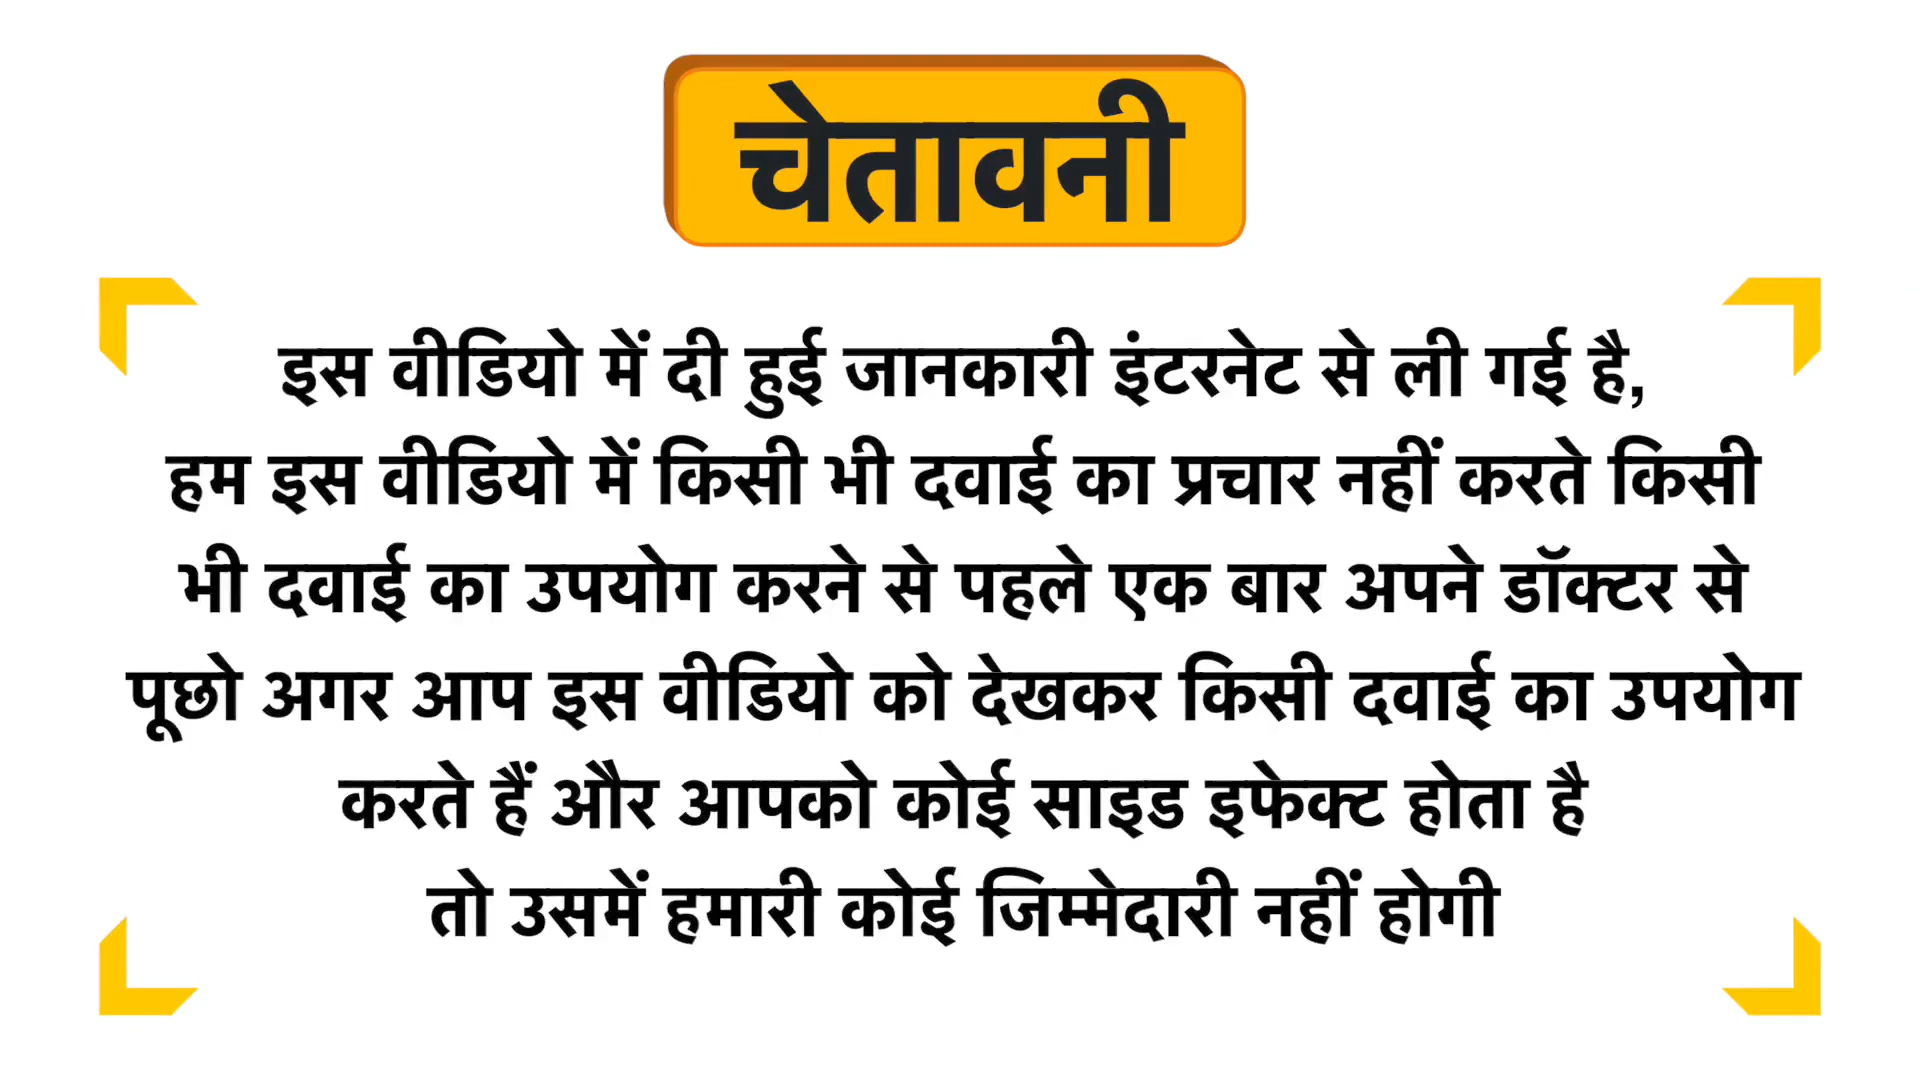 चेतावनी
इस वीडियो में दी हुई जानकारी इंटरनेट से ली गई है,
हम इस वीडियो में किसी भी दवाई का प्रचार नहीं करते किसी
भी दवाई का उपयोग करने से पहले एक बार अपने डॉक्टर से
पूछो अगर आप इस वीडियो को देखकर किसी दवाई का उपयोग
करते हैं और आपको कोई साइड इफेक्ट होता है
तो उसमें हमारी कोई जिम्मेदारी नहीं होगी